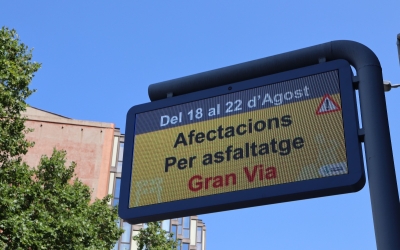 Del 18 al 22 d'Agost
Afectacions
Per asfaltatge
Gran Via